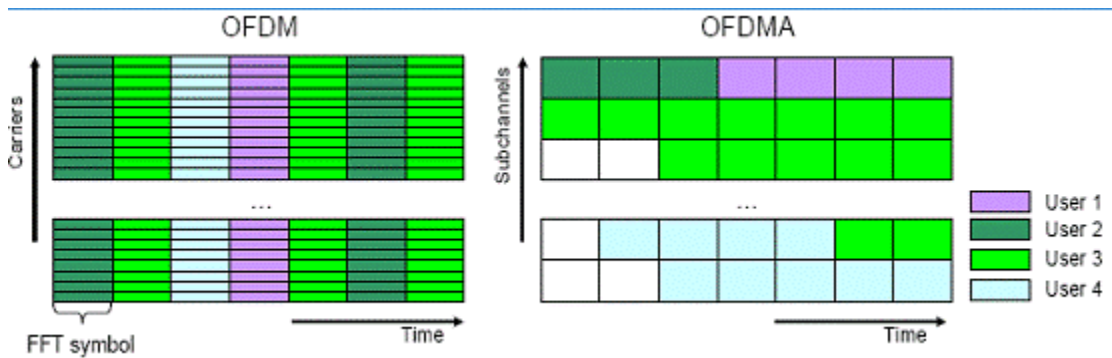 OFDM
OFDMA
Carriers
Subchannels
...
...
User 1
User 2
User 3
User 4
Time
Time
FFT symbol